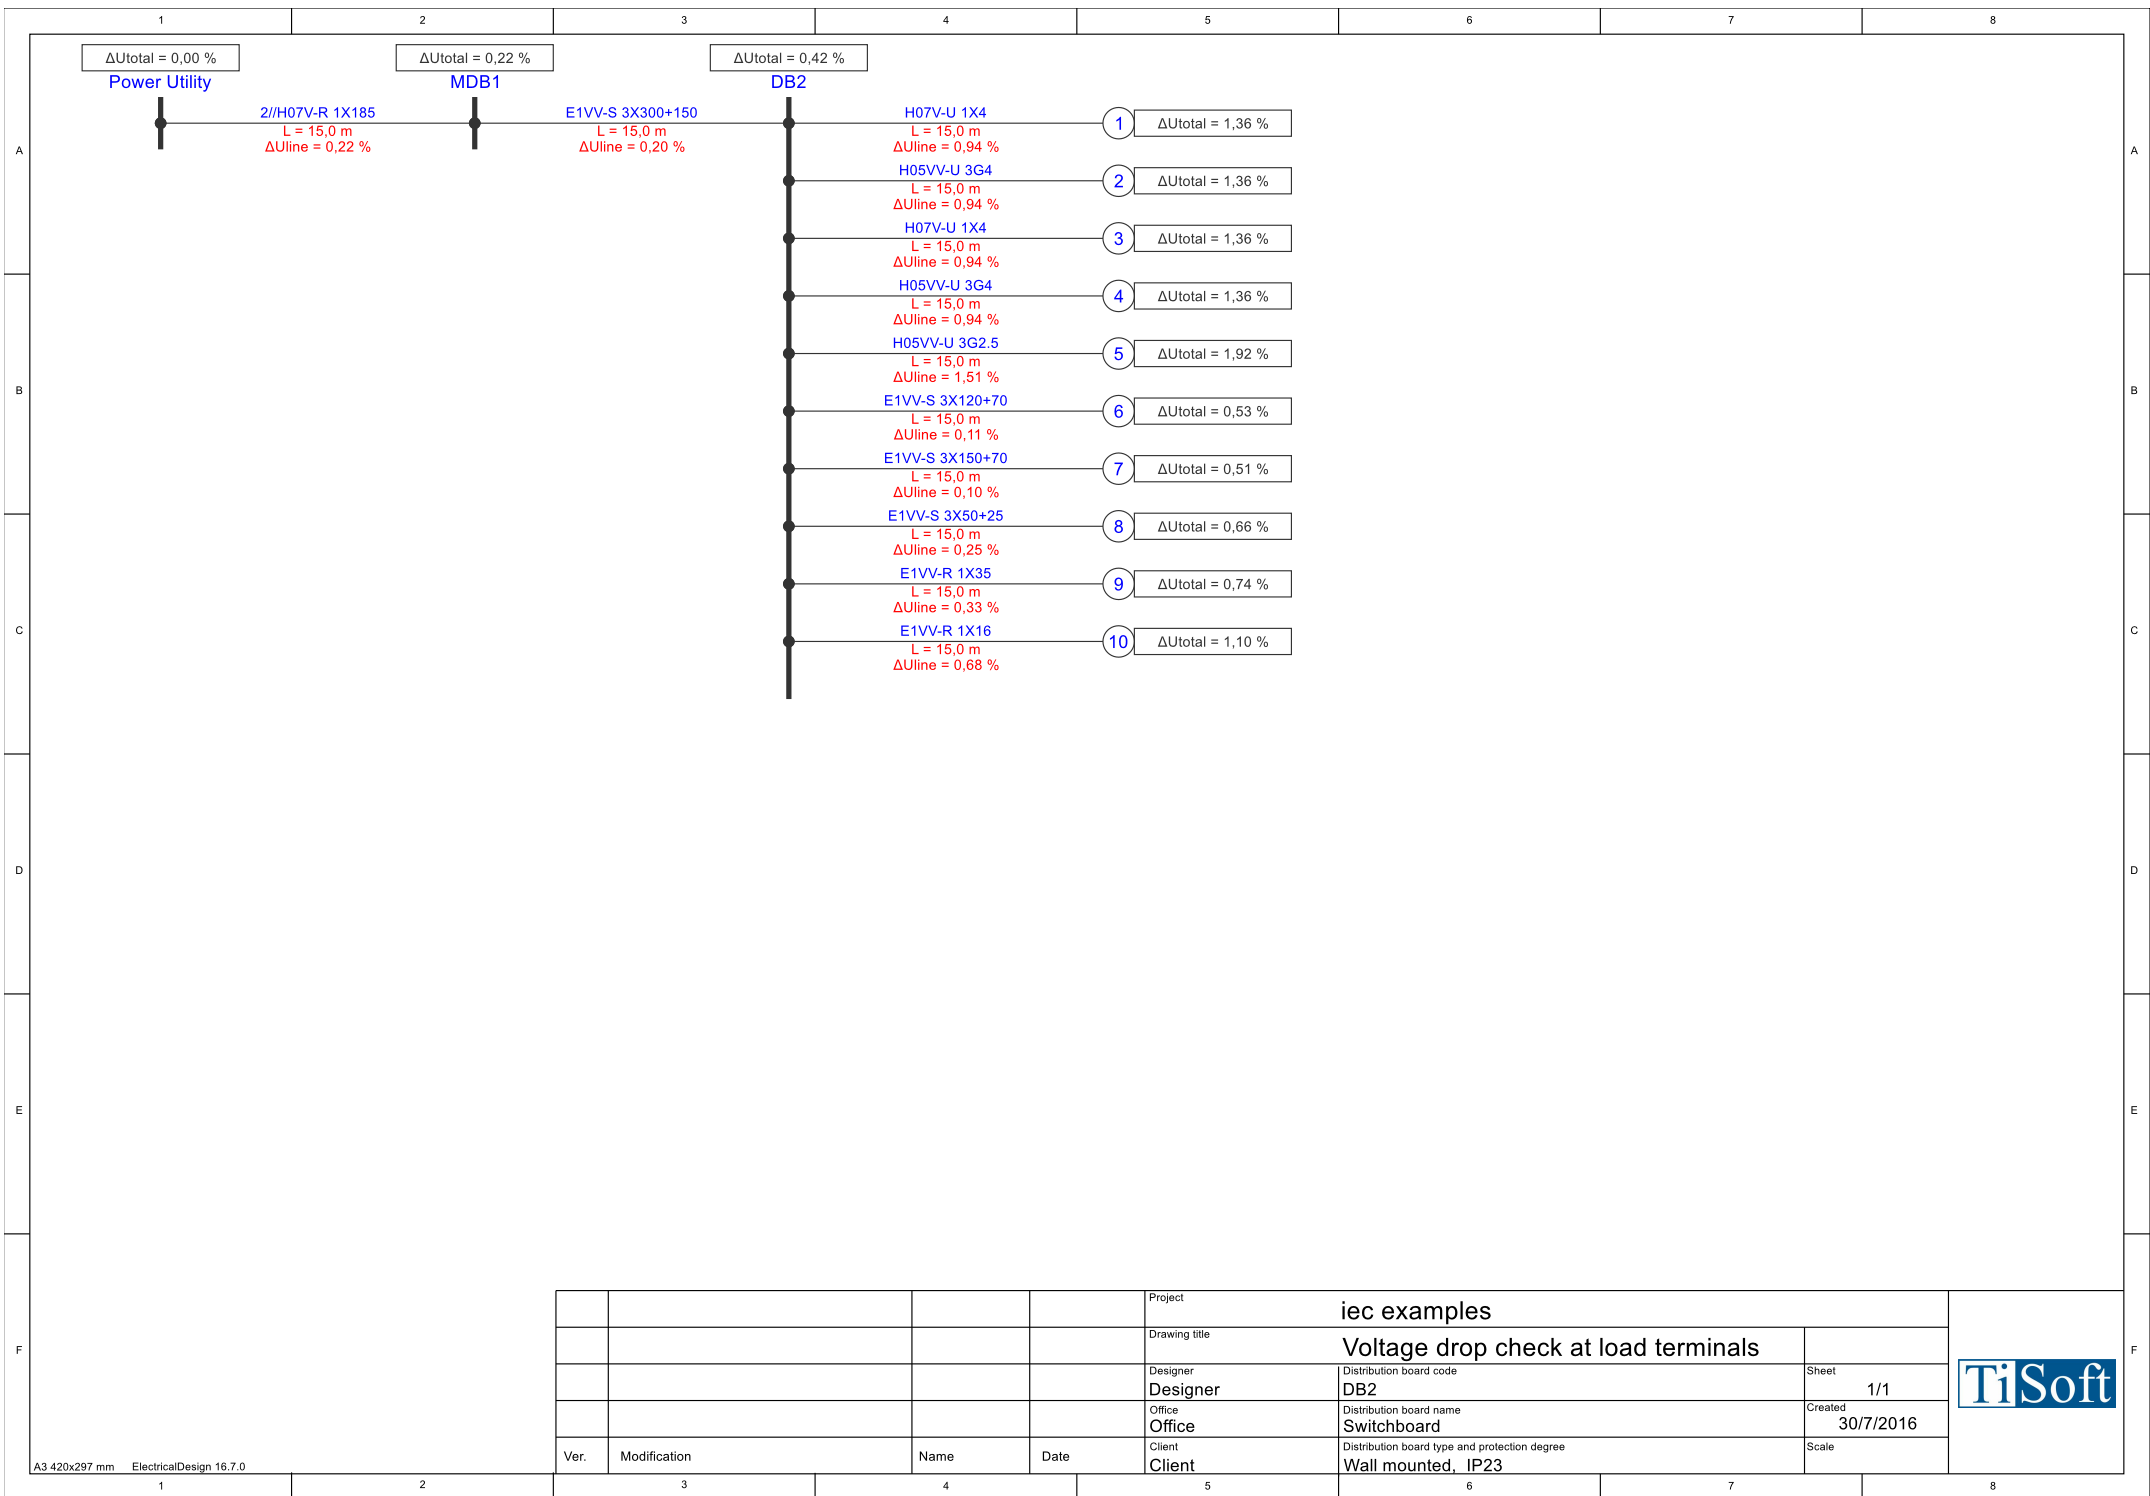 1 2 3 4 5 6 7 8
ΔUtotal = 0,00 % ΔUtotal = 0,22 % ΔUtotal = 0,42 %
Power Utility MDB1 DB2
2//H07V-R 1X185 E1VV-S 3X300+150 H07V-U 1X4
L = 15,0 m L = 15,0 m L = 15,0 m 1 ΔUtotal = 1,36 %
ΔUline = 0,22 % ΔUline = 0,20 % ΔUline = 0,94 %
A A
H05VV-U 3G4
L = 15,0 m 2 ΔUtotal = 1,36 %
ΔUline = 0,94 %
H07V-U 1X4
L = 15,0 m 3 ΔUtotal = 1,36 %
ΔUline = 0,94 %
H05VV-U 3G4
L = 15,0 m 4 ΔUtotal = 1,36 %
ΔUline = 0,94 %
H05VV-U 3G2.5
L = 15,0 m 5 ΔUtotal = 1,92 %
ΔUline = 1,51 %
B B
E1VV-S 3X120+70
L = 15,0 m 6 ΔUtotal = 0,53 %
ΔUline = 0,11 %
E1VV-S 3X150+70
L = 15,0 m 7 ΔUtotal = 0,51 %
ΔUline = 0,10 %
E1VV-S 3X50+25
L = 15,0 m 8 ΔUtotal = 0,66 %
ΔUline = 0,25 %
E1VV-R 1X35
L = 15,0 m 9 ΔUtotal = 0,74 %
ΔUline = 0,33 %
C C
E1VV-R 1X16
L = 15,0 m 10 ΔUtotal = 1,10 %
ΔUline = 0,68 %
D D
E E
F F
Project
iec examples
Drawing title
Voltage drop check at load terminals
Designer Distribution board code Sheet
Designer DB2 1/1
TiSoft
Office Distribution board name Created
Office Switchboard 30/7/2016
Ver. Modification Name Date
Client Distribution board type and protection degree Scale
Client Wall mounted, IP23
A3 420x297 mm ElectricalDesign 16.7.0
1 2 3 4 5 6 7 8